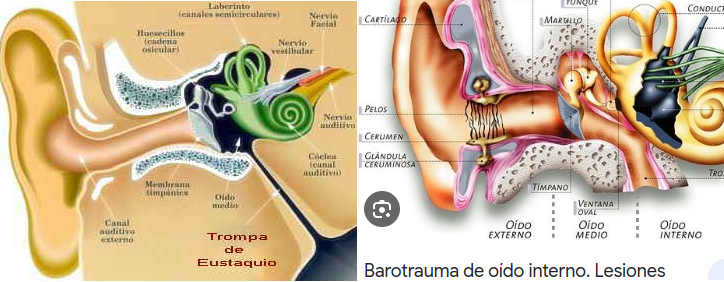 Laberinto
(canales semicirculares)
Nervio
Facial
Huesecillos
(cadena
osicular)
Nervio
vestibular
Nervio
auditivo
Cóclea
(canal
auditivo)
Membrana
timpánica
Oído
medio
Canal
auditivo
externo
Trompa
de
Eustaquio
YUNQUE
CONDUCT
CARTÍLAGO
MARTILLO
PELOS
CERUMEN
GLÁNDULA
CERUMINOSA
TÍMPANO
VENTANA
OVAL
TRO
OÍDO
EXTERNO
OÍDO
MEDIO
OÍDO
INTERNO
Barotrauma de oído interno. Lesiones